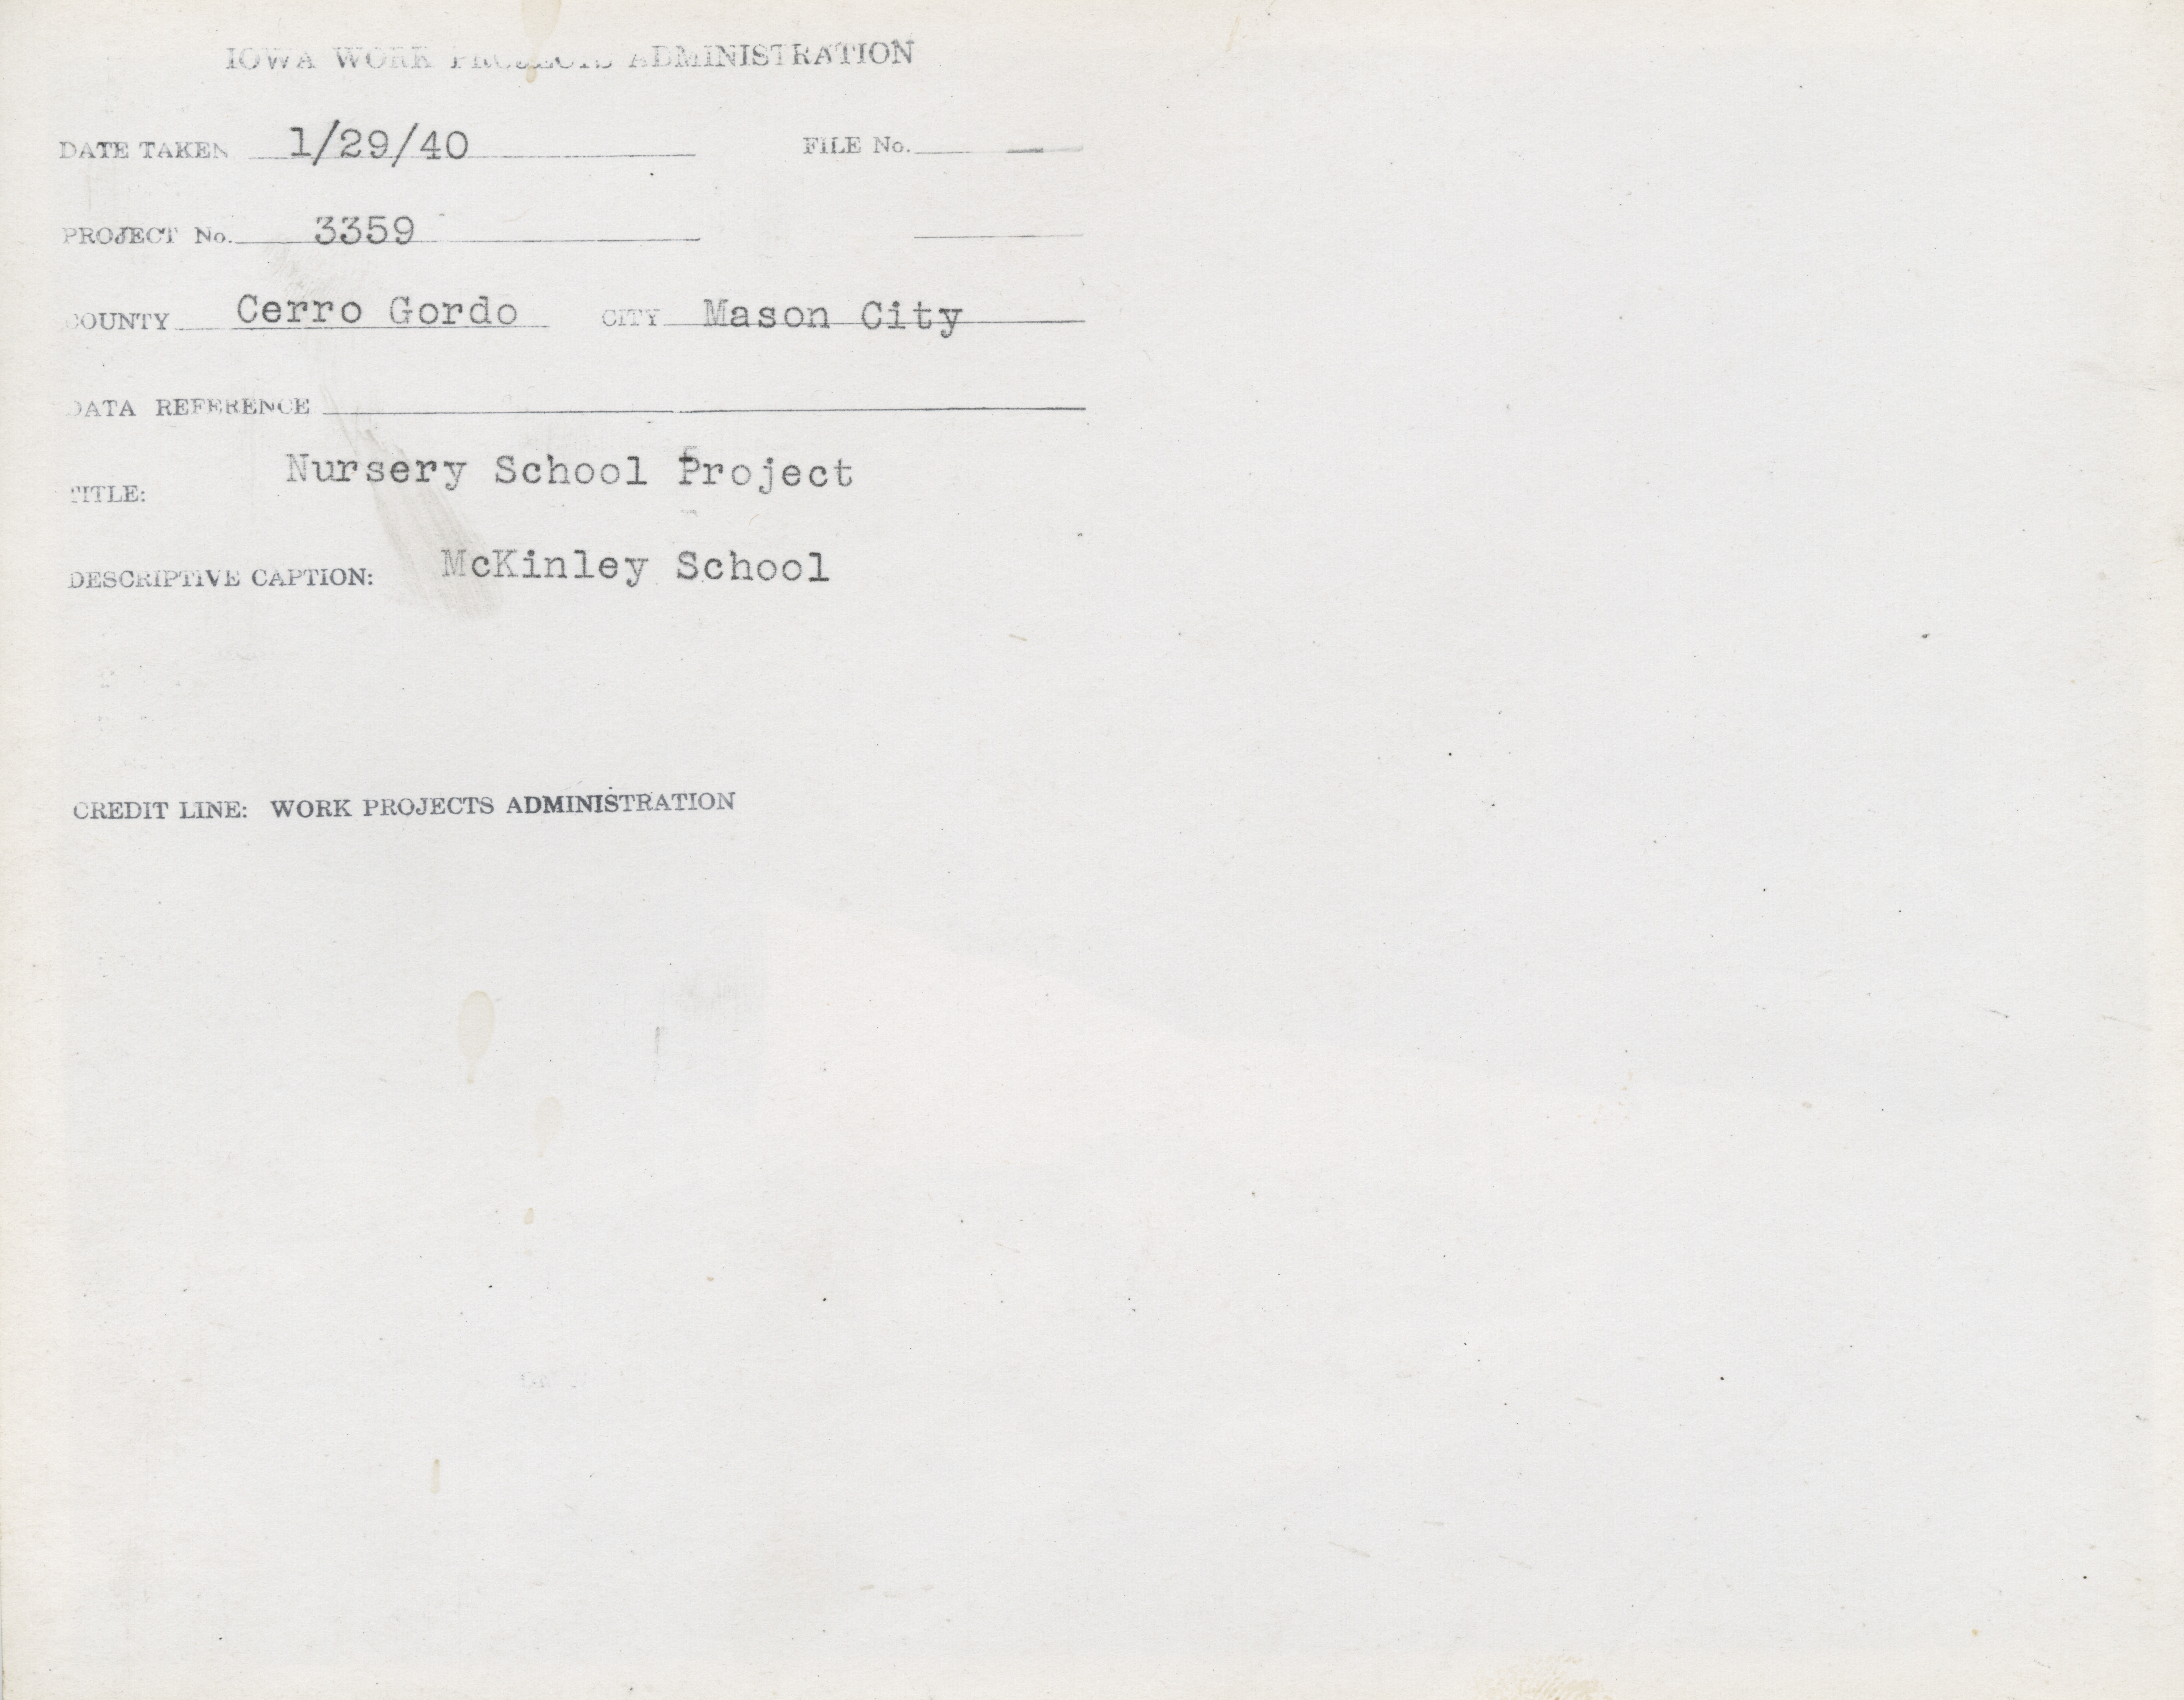 IOWA WORK PROJECTS ADMINISTRATION
DATE TAKEN 1/29/40 FILE No.
PROJECT No. 3359
COUNTY Cerro Gordo CITY Mason City
DATA REFERENCE
TITLE: Nursery School Project
DESCRIPTIVE CAPTION: McKinley School
CREDIT LINE: WORK PROJECTS ADMINISTRATION